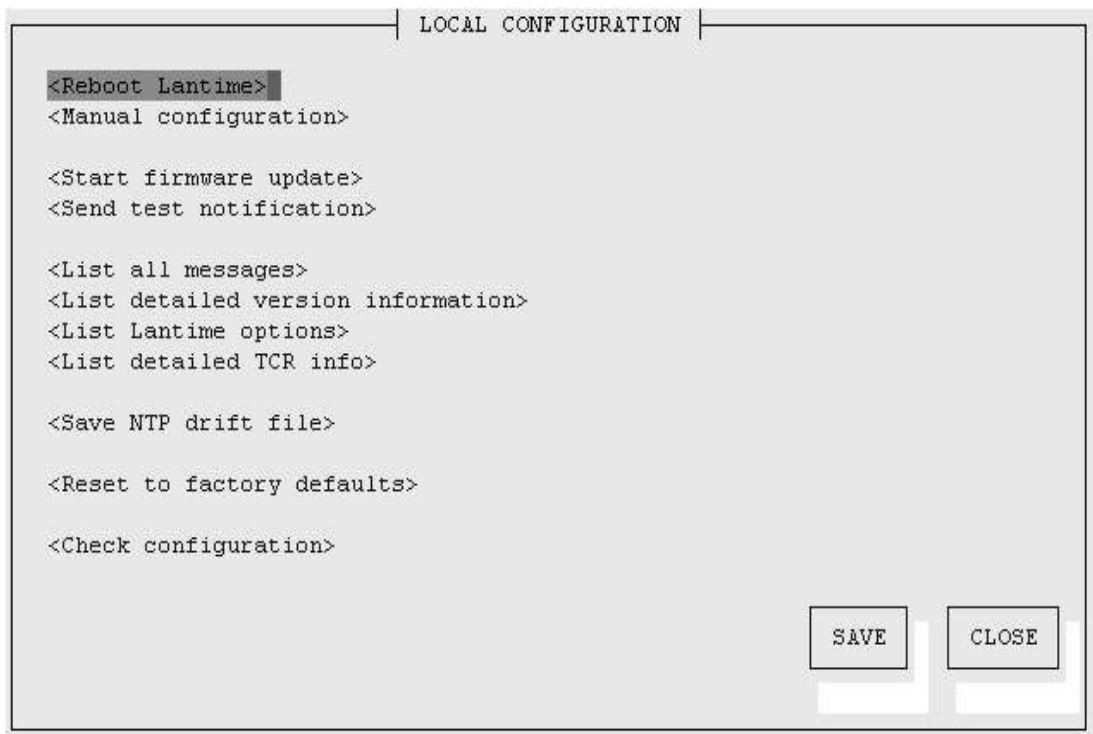 LOCAL CONFIGURATION
<Reboot Lantime>
<Manual configuration>
<Start firmware update>
<Send test notification>
<List all messages>
<List detailed version information>
<List Lantime options>
<List detailed TCR info>
<Save NTP drift file>
<Reset to factory defaults>
<Check configuration>
SAVE CLOSE